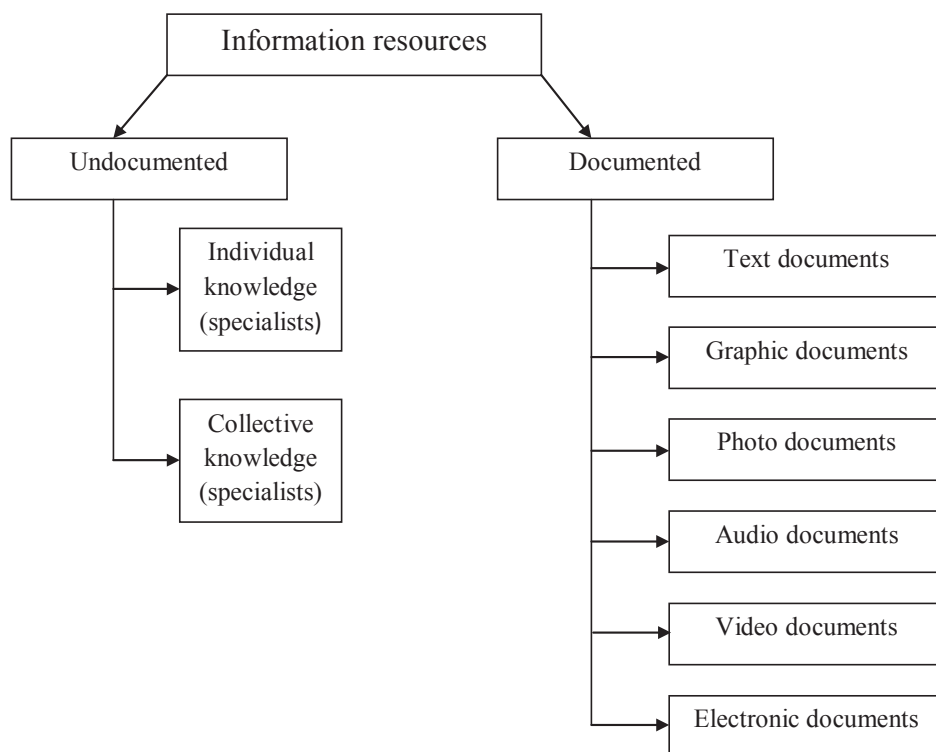 Information resources
Undocumented
Individual
knowledge
(specialists)
Collective
knowledge
(specialists)
Documented
Text documents
Graphic documents
Photo documents
Audio documents
Video documents
Electronic documents